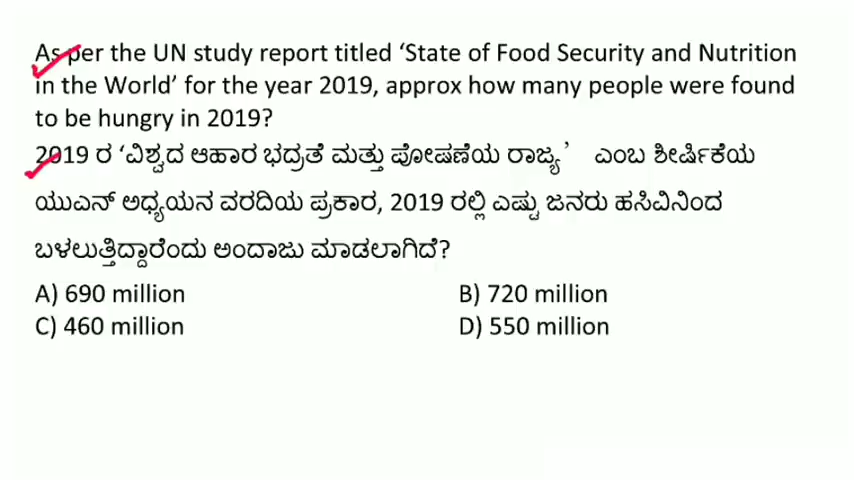 As per the UN study report titled ‘State of Food Security and Nutrition
in the World’ for the year 2019, approx how many people were found
to be hungry in 2019?
2019 ರ ‘ವಿಶ್ವದ ಆಹಾರ ಭದ್ರತೆ ಮತ್ತು ಪೋಷಣೆಯ ರಾಜ್ಯ’ ಎಂಬ ಶೀರ್ಷಿಕೆಯ
ಯುಎನ್ ಅಧ್ಯಯನ ವರದಿಯ ಪ್ರಕಾರ, 2019 ರಲ್ಲಿ ಎಷ್ಟು ಜನರು ಹಸಿವಿನಿಂದ
ಬಳಲುತ್ತಿದ್ದಾರೆಂದು ಅಂದಾಜು ಮಾಡಲಾಗಿದೆ?
A) 690 million B) 720 million
C) 460 million D) 550 million